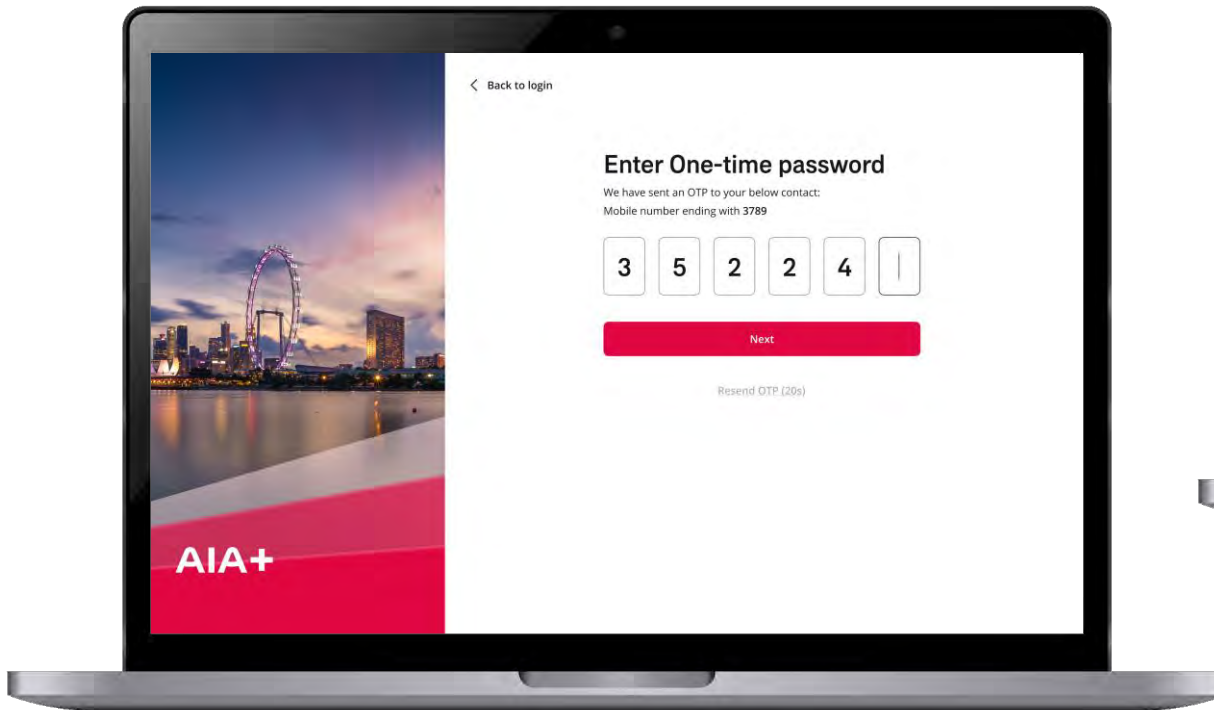 Back to login
Enter One-time password
We have sent an OTP to your below contact:
Mobile number ending with 3789
3 5 2 2 4
Next
Resend OTP (20s)
AIA+